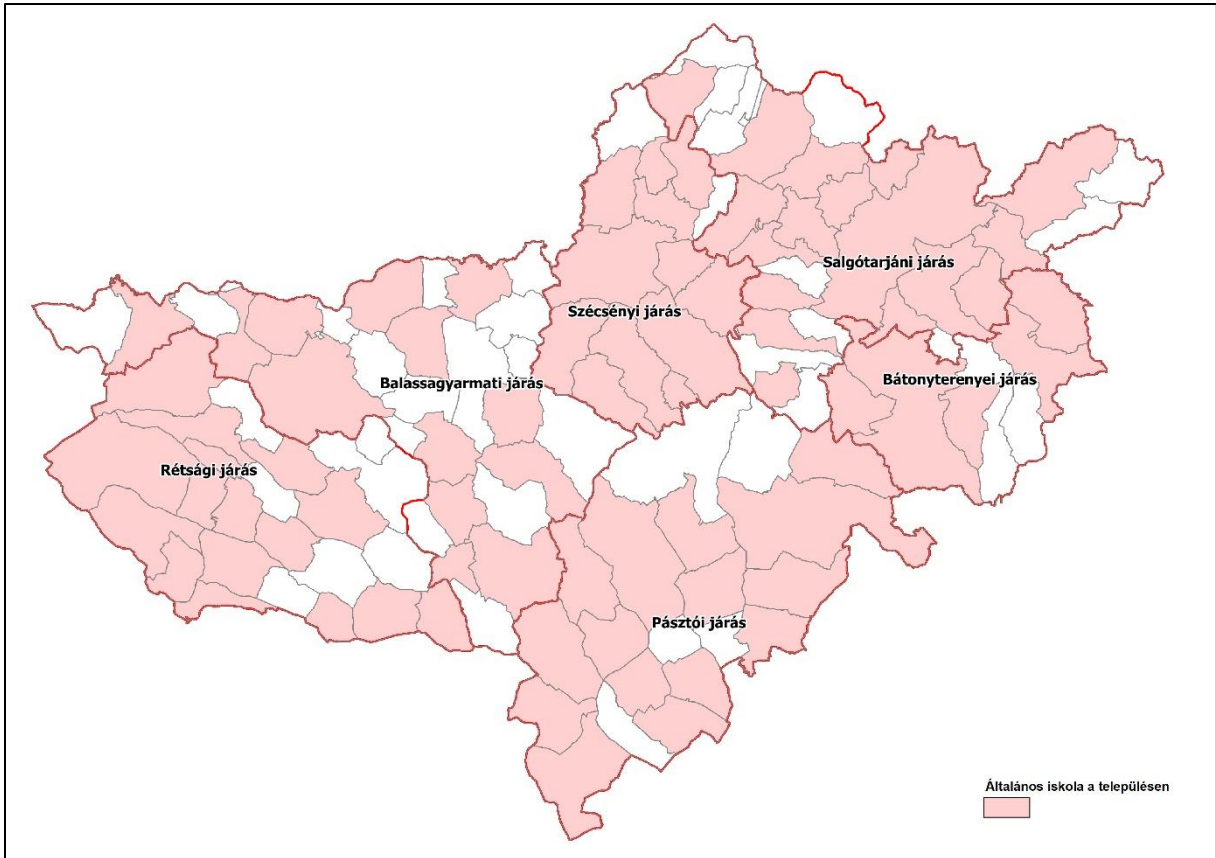 Salgótarjáni járás
Szécsényi járás
Balassagyarmati járás
Bátonyterenyei járás
Rétsági járás
Pásztói járás
Általános iskola a településen